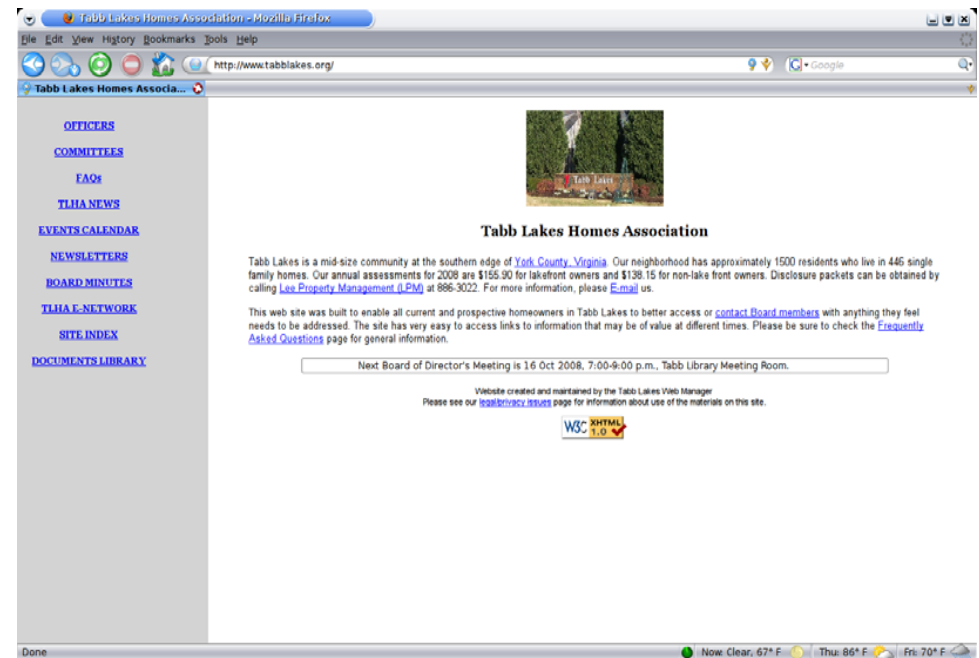 Tabb Lakes Homes Association - Mozilla Firefox
File Edit View History Bookmarks Tools Help
http://www.tabblakes.org/
Google
Tabb Lakes Homes Associa...
OFFICERS
COMMITTEES
FAQs
TLHA NEWS
EVENTS CALENDAR
NEWSLETTERS
BOARD MINUTES
TLHA E-NETWORK
SITE INDEX
DOCUMENTS LIBRARY
Tabb Lakes
Tabb Lakes Homes Association
Tabb Lakes is a mid-size community at the southern edge of York County, Virginia. Our neighborhood has approximately 1500 residents who live in 446 single
family homes. Our annual assessments for 2008 are $155.90 for lakefront owners and $138.15 for non-lake front owners. Disclosure packets can be obtained by
calling Lee Property Management (LPM) at 886-3022. For more information, please E-mail us.
This web site was built to enable all current and prospective homeowners in Tabb Lakes to better access or contact Board members with anything they feel
needs to be addressed. The site has very easy to access links to information that may be of value at different times. Please be sure to check the Frequently
Asked Questions page for general information.
Next Board of Director's Meeting is 16 Oct 2008, 7:00-9:00 p.m., Tabb Library Meeting Room.
Website created and maintained by the Tabb Lakes Web Manager
Please see our legal/privacy issues page for information about use of the materials on this site.
W3C XHTML 1.0
Done
Now: Clear, 67° F Thu: 86° F Fri: 70° F